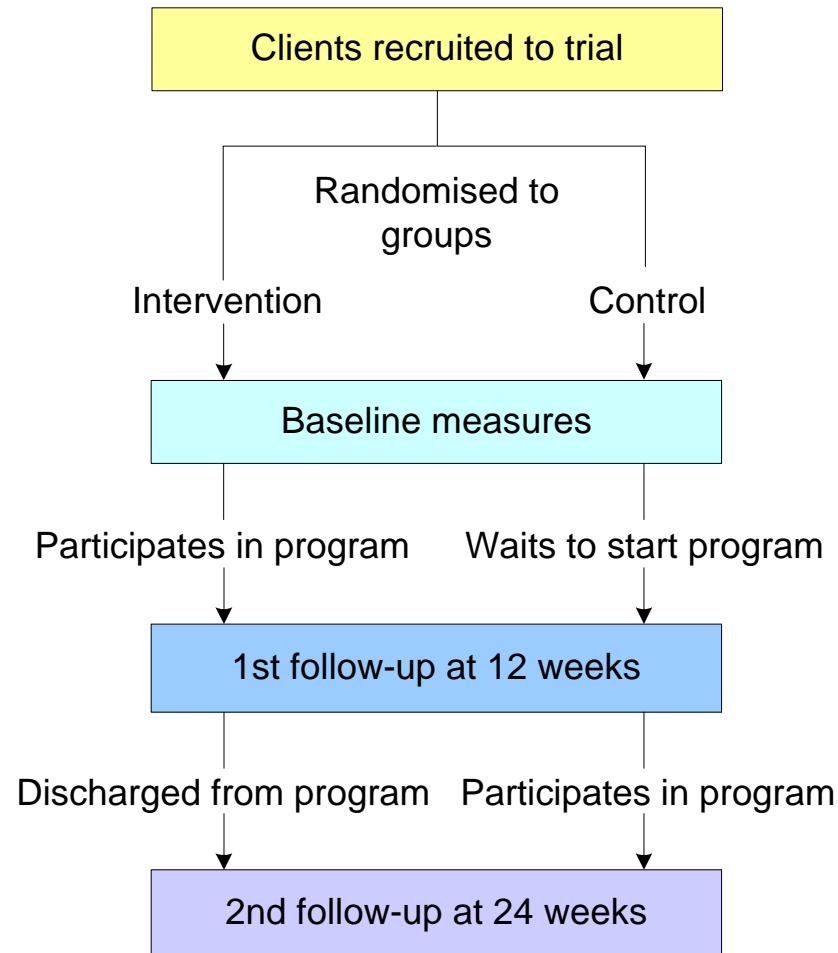 Clients recruited to trial
Randomised to
groups
Intervention
Control
Baseline measures
Participates in program
Waits to start program
1st follow-up at 12 weeks
Discharged from program
Participates in program
2nd follow-up at 24 weeks